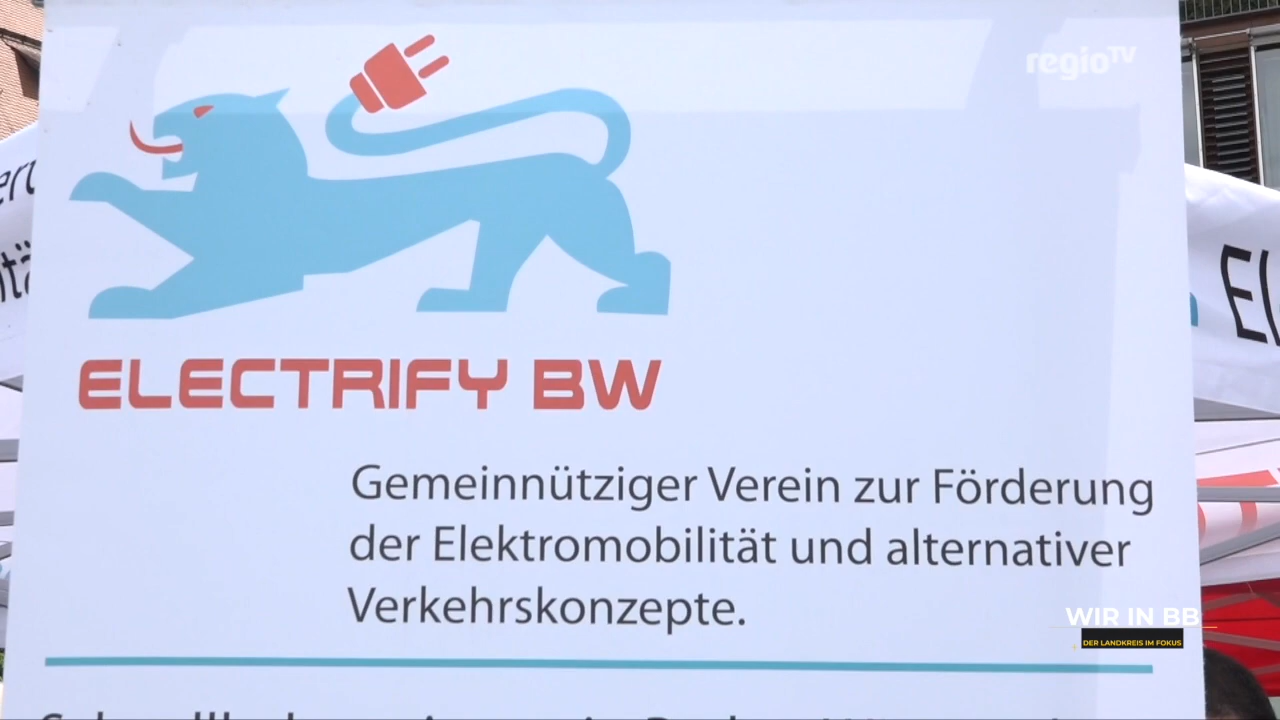 regioTV
ELECTRIFY BW
Gemeinnütziger Verein zur Förderung
der Elektromobilität und alternativer
Verkehrskonzepte.
WIR IN BB
DER LANDKREIS IM FOKUS